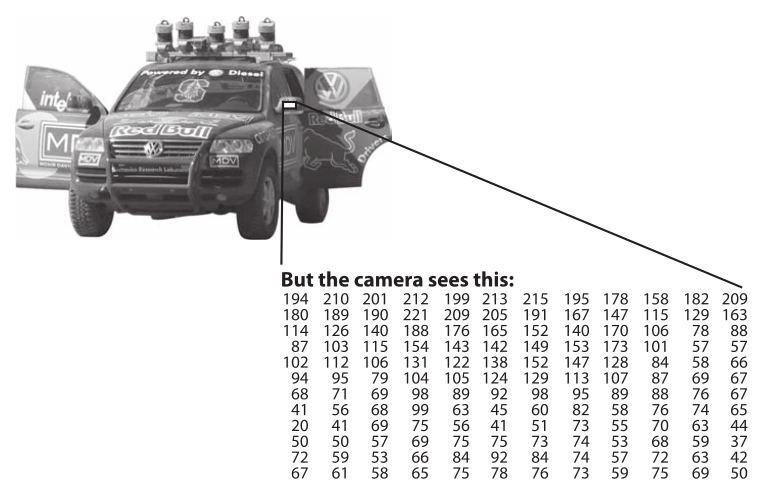 Powered by Diesel
intel
RedBull
RedBull
MDV
MDV
MDV
MDV
Driver
But the camera sees this:
194 210 201 212 199 213 215 195 178 158 182 209
180 189 190 221 209 205 191 167 147 115 129 163
114 126 140 188 176 165 152 140 170 106 78 88
87 103 115 154 143 142 149 153 173 101 57 57
102 112 106 131 122 138 152 147 128 84 58 66
94 95 79 104 105 124 129 113 107 87 69 67
68 71 69 98 89 92 98 95 89 88 76 67
41 56 68 99 63 45 60 82 58 76 74 65
20 41 69 75 56 41 51 73 55 70 63 44
50 50 57 69 75 75 73 74 53 68 59 37
72 59 53 66 84 92 84 74 57 72 63 42
67 61 58 65 75 78 76 73 59 75 69 50